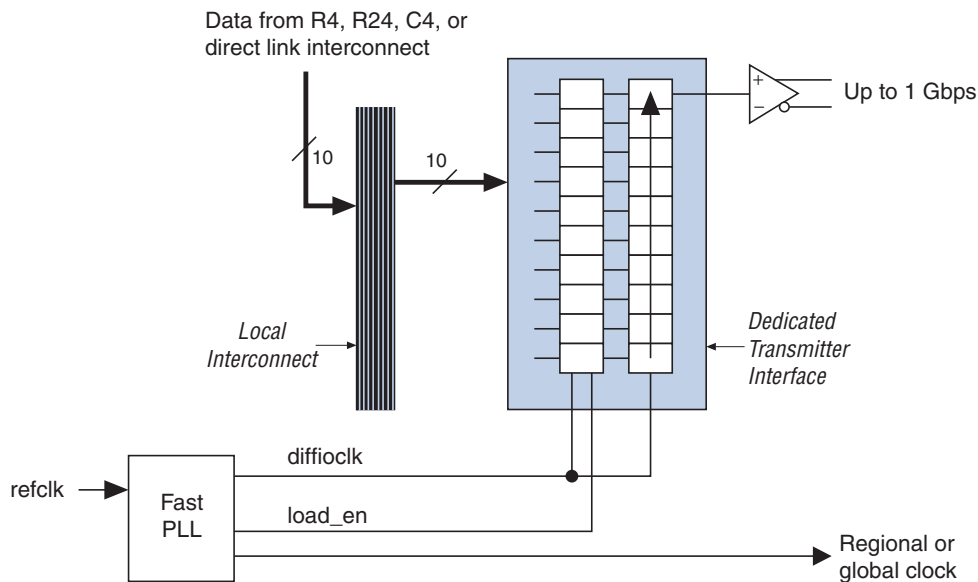 Data from R4, R24, C4, or
direct link interconnect
10
10
+
−
Up to 1 Gbps
Local
Interconnect
Dedicated
Transmitter
Interface
diffioclk
refclk
Fast
PLL
load_en
Regional or
global clock